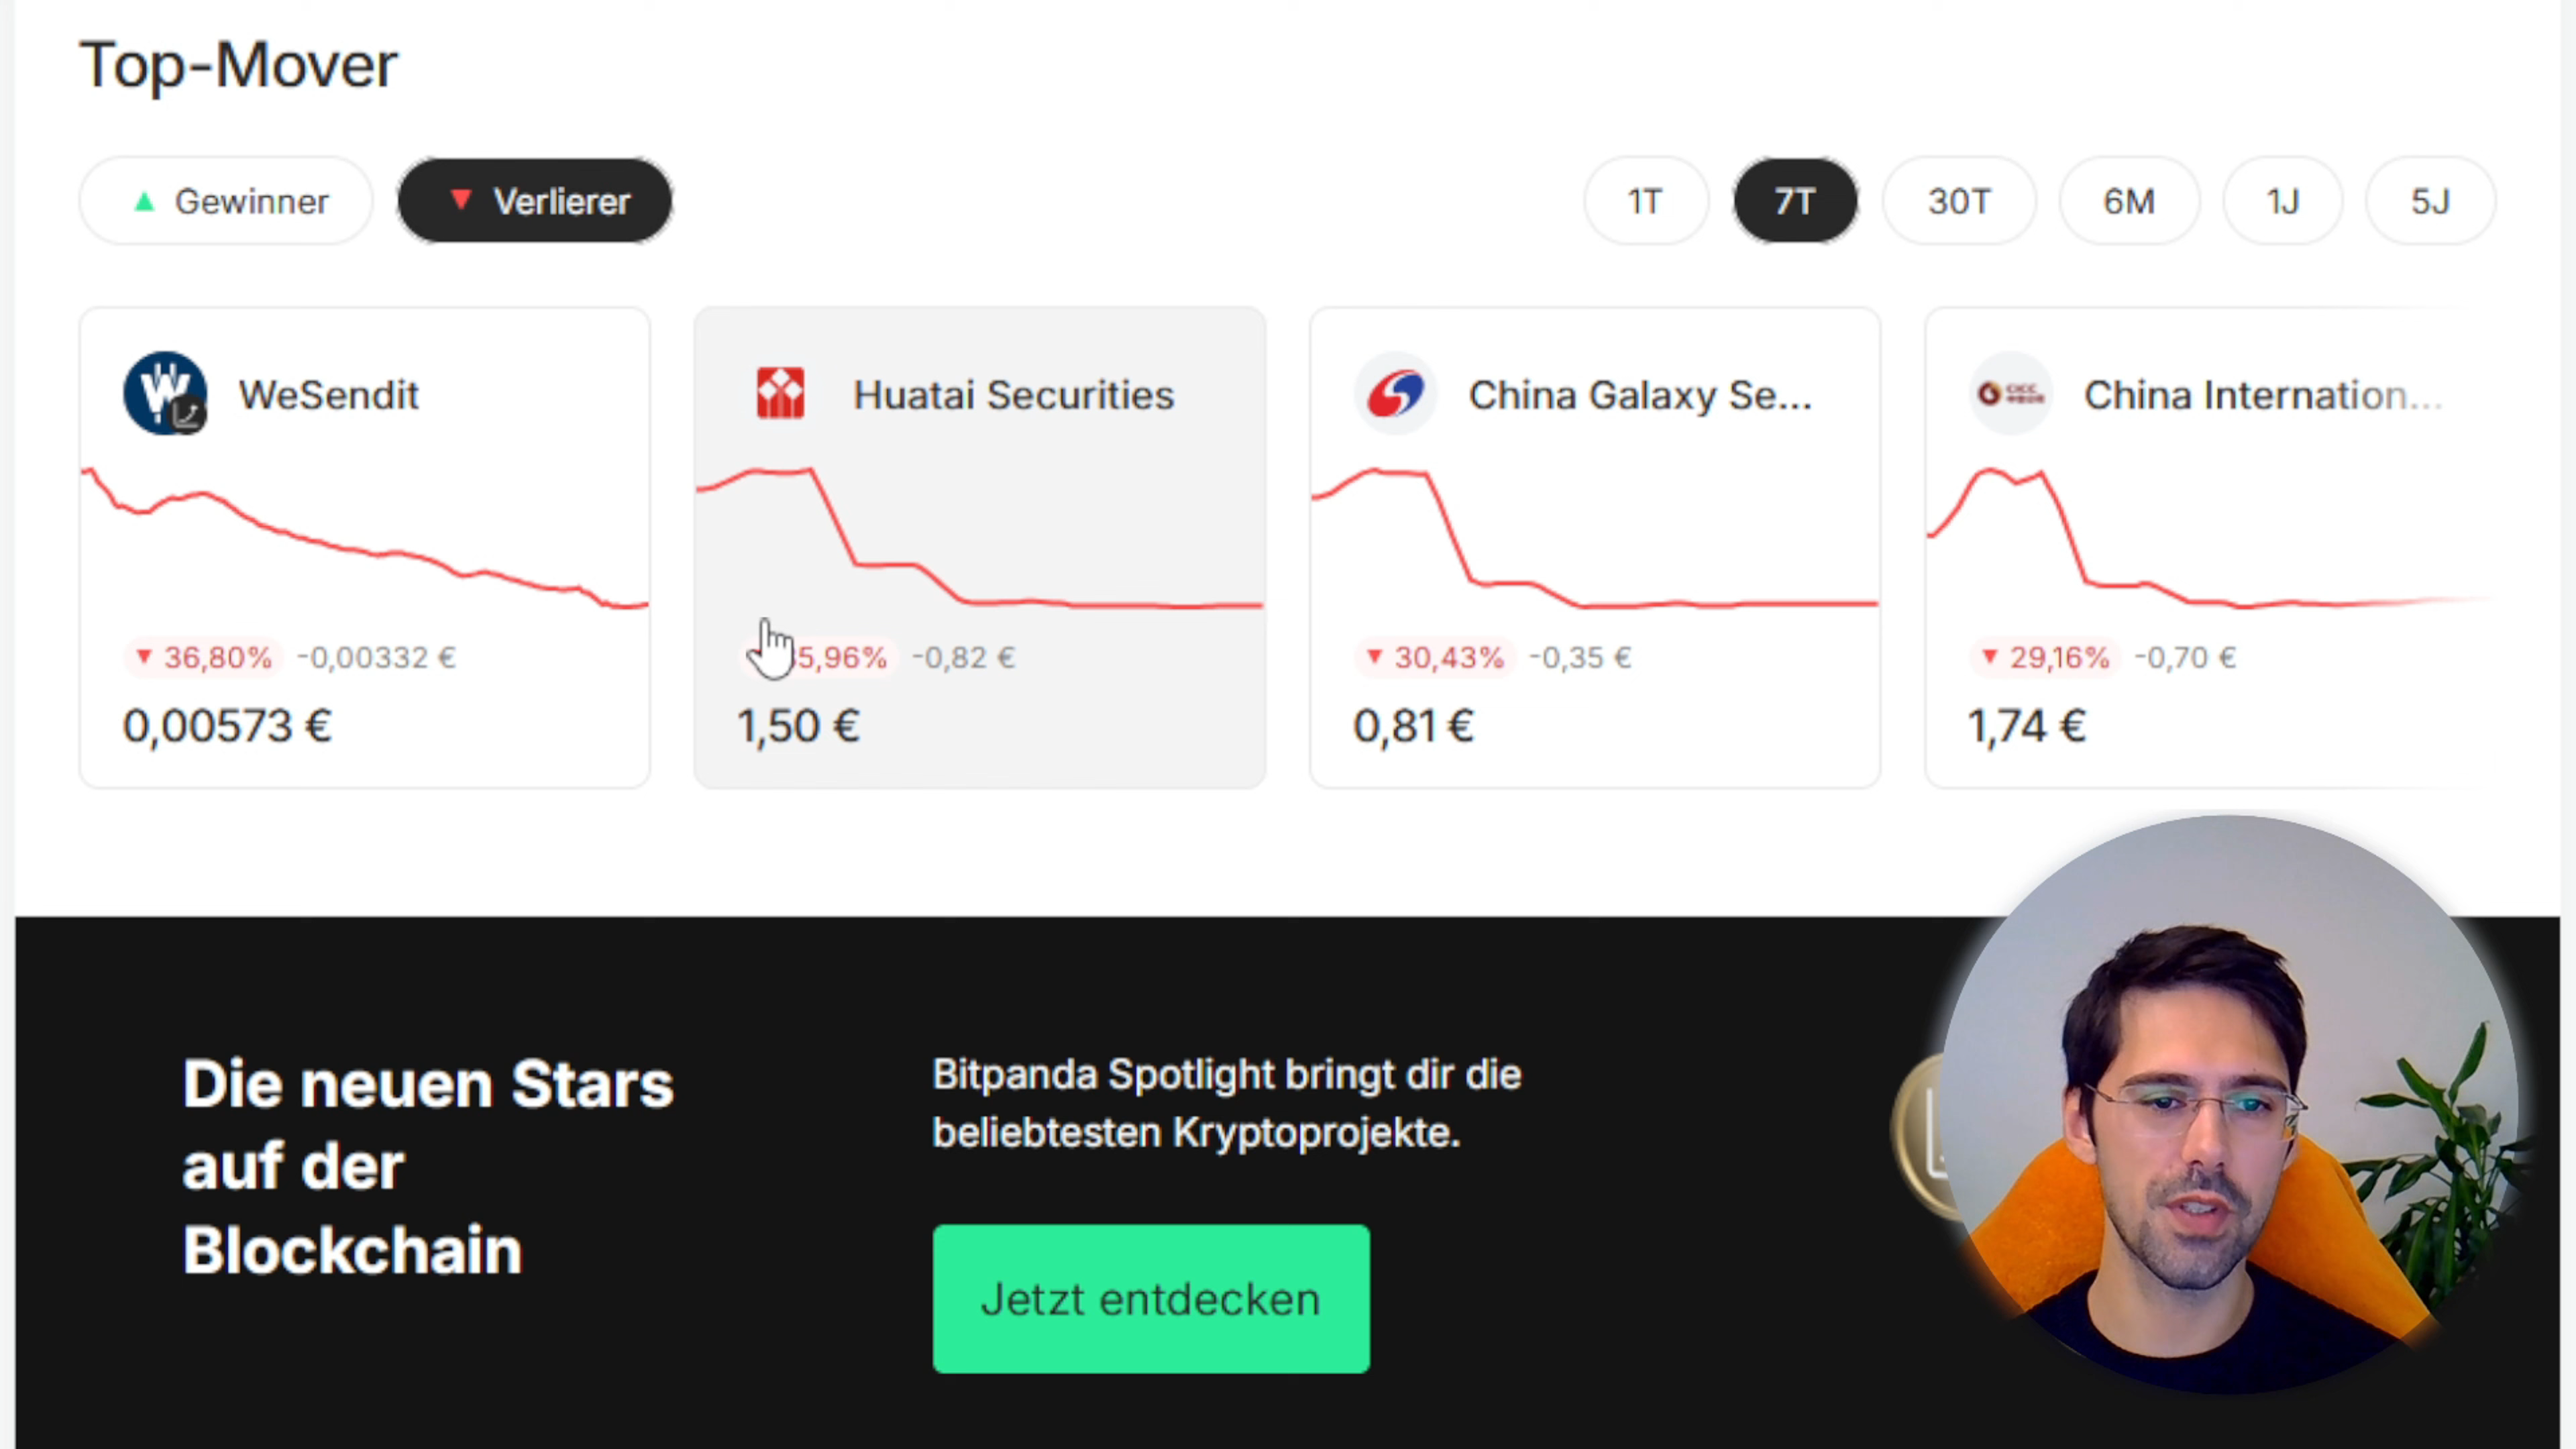 Top-Mover
▲ Gewinner
▼ Verlierer
1T
7T
30T
6M
1J
5J
WeSendit
▼ 36,80% -0,00332 €
0,00573 €
Huatai Securities
5,96% -0,82 €
1,50 €
China Galaxy Se...
▼ 30,43% -0,35 €
0,81 €
China Internation...
▼ 29,16% -0,70 €
1,74 €
Die neuen Stars
auf der
Blockchain
Bitpanda Spotlight bringt dir die
beliebtesten Kryptoprojekte.
Jetzt entdecken